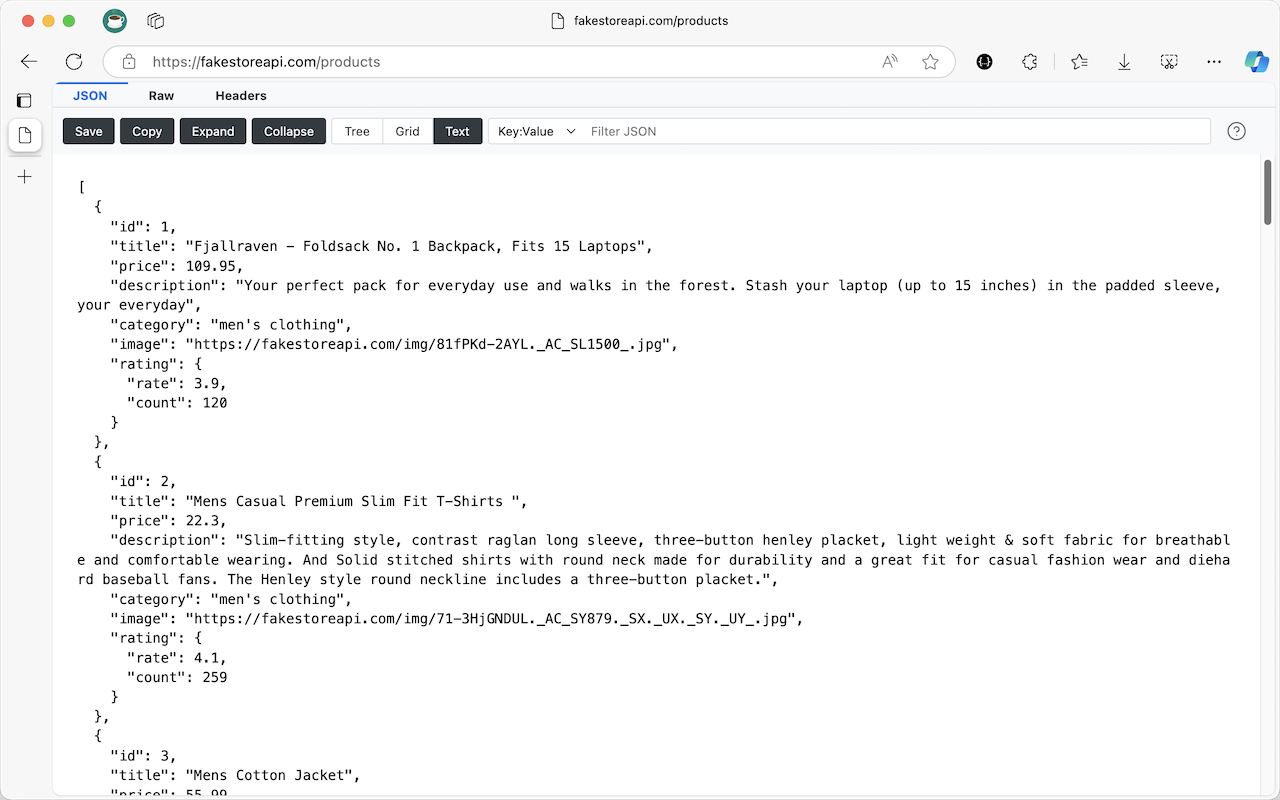 fakestoreapi.com/products
https://fakestoreapi.com/products
JSON Raw Headers
Save Copy Expand Collapse Tree Grid Text Key:Value Filter JSON
[
  {
    "id": 1,
    "title": "Fjallraven - Foldsack No. 1 Backpack, Fits 15 Laptops",
    "price": 109.95,
    "description": "Your perfect pack for everyday use and walks in the forest. Stash your laptop (up to 15 inches) in the padded sleeve,
your everyday",
    "category": "men's clothing",
    "image": "https://fakestoreapi.com/img/81fPKd-2AYL._AC_SL1500_.jpg",
    "rating": {
      "rate": 3.9,
      "count": 120
    }
  },
  {
    "id": 2,
    "title": "Mens Casual Premium Slim Fit T-Shirts ",
    "price": 22.3,
    "description": "Slim-fitting style, contrast raglan long sleeve, three-button henley placket, light weight & soft fabric for breathabl
e and comfortable wearing. And Solid stitched shirts with round neck made for durability and a great fit for casual fashion wear and dieha
rd baseball fans. The Henley style round neckline includes a three-button placket.",
    "category": "men's clothing",
    "image": "https://fakestoreapi.com/img/71-3HjGNDUL._AC_SY879._SX._UX._SY._UY_.jpg",
    "rating": {
      "rate": 4.1,
      "count": 259
    }
  },
  {
    "id": 3,
    "title": "Mens Cotton Jacket",
    "price": 55.99